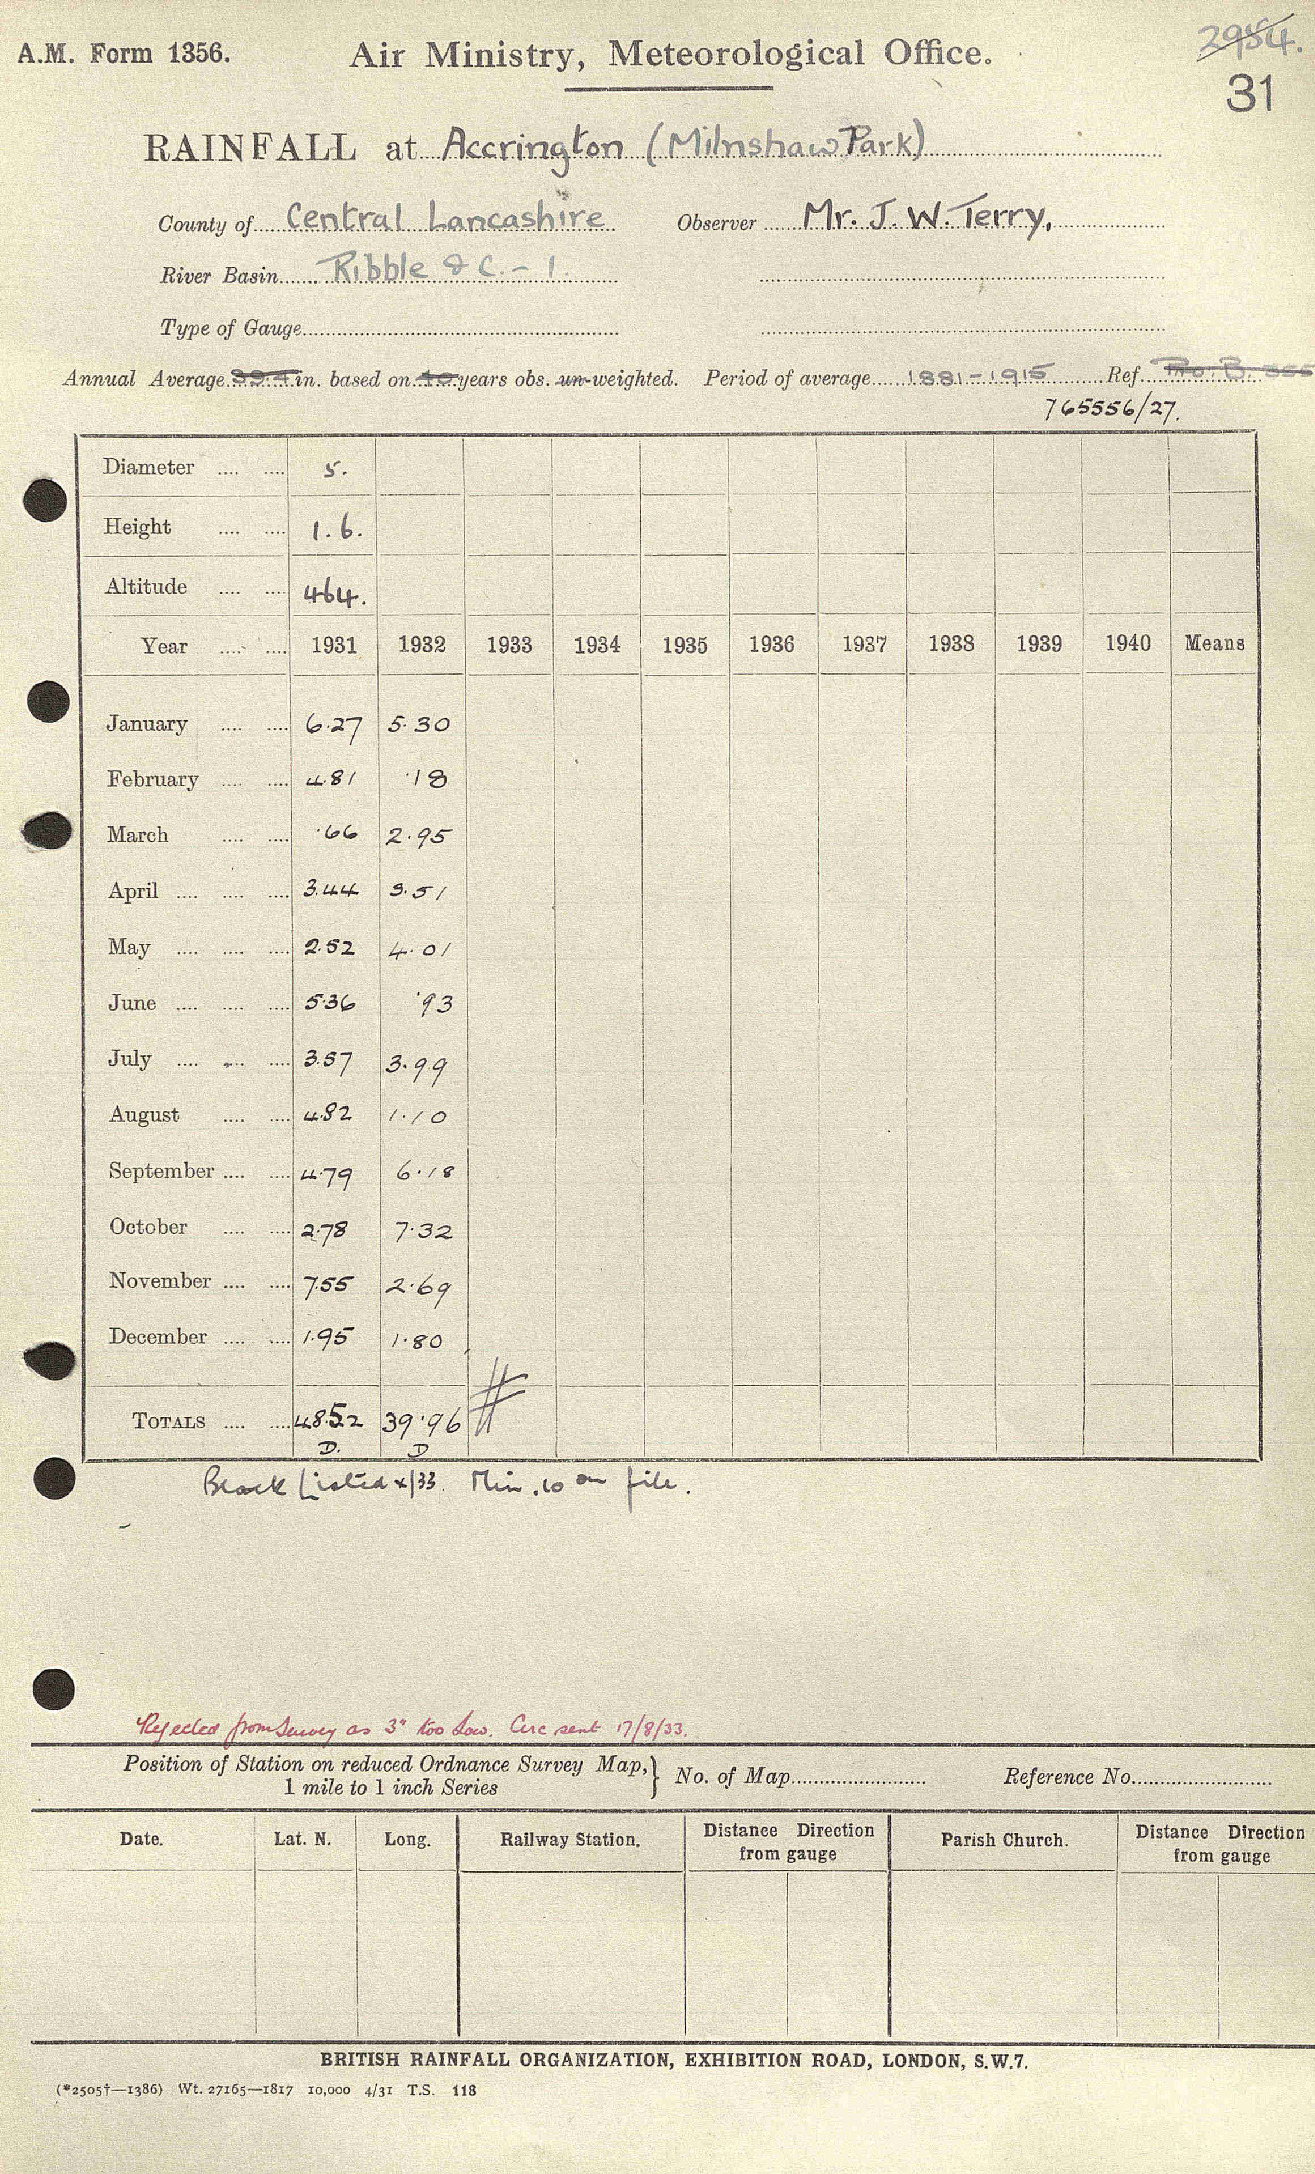 A.M. Form 1356. Air Ministry, Meteorological Office. 2984.
31
RAINFALL at Accrington (Milnshaw Park)
County of Central Lancashire Observer Mr. J. W. Terry,
River Basin Ribble &c. - 1.
Type of Gauge
Annual Average in. based on years obs. un-weighted. Period of average 1881-1915 Ref.
765556/27.
Diameter 5.
Height 1.6.
Altitude 464.
Year 1931 1932 1933 1934 1935 1936 1937 1938 1939 1940 Means
January 6.27 5.30
February 4.81 .18
March .66 2.95
April 3.44 3.51
May 2.52 4.01
June 5.36 .93
July 3.57 3.99
August 4.82 1.10
September 4.79 6.18
October 2.78 7.32
November 7.55 2.69
December 1.95 1.80
TOTALS 48.52 39.96
D. D
Black Listed x/33. Min. 10 on file.
Rejected from Survey as 3" too low. Circ sent 17/8/33.
Position of Station on reduced Ordnance Survey Map, } No. of Map Reference No.
1 mile to 1 inch Series
Date. Lat. N. Long. Railway Station. Distance Direction from gauge Parish Church. Distance Direction from gauge
BRITISH RAINFALL ORGANIZATION, EXHIBITION ROAD, LONDON, S.W.7.
(*2505†—1386) Wt. 27165—1817 10,000 4/31 T.S. 118